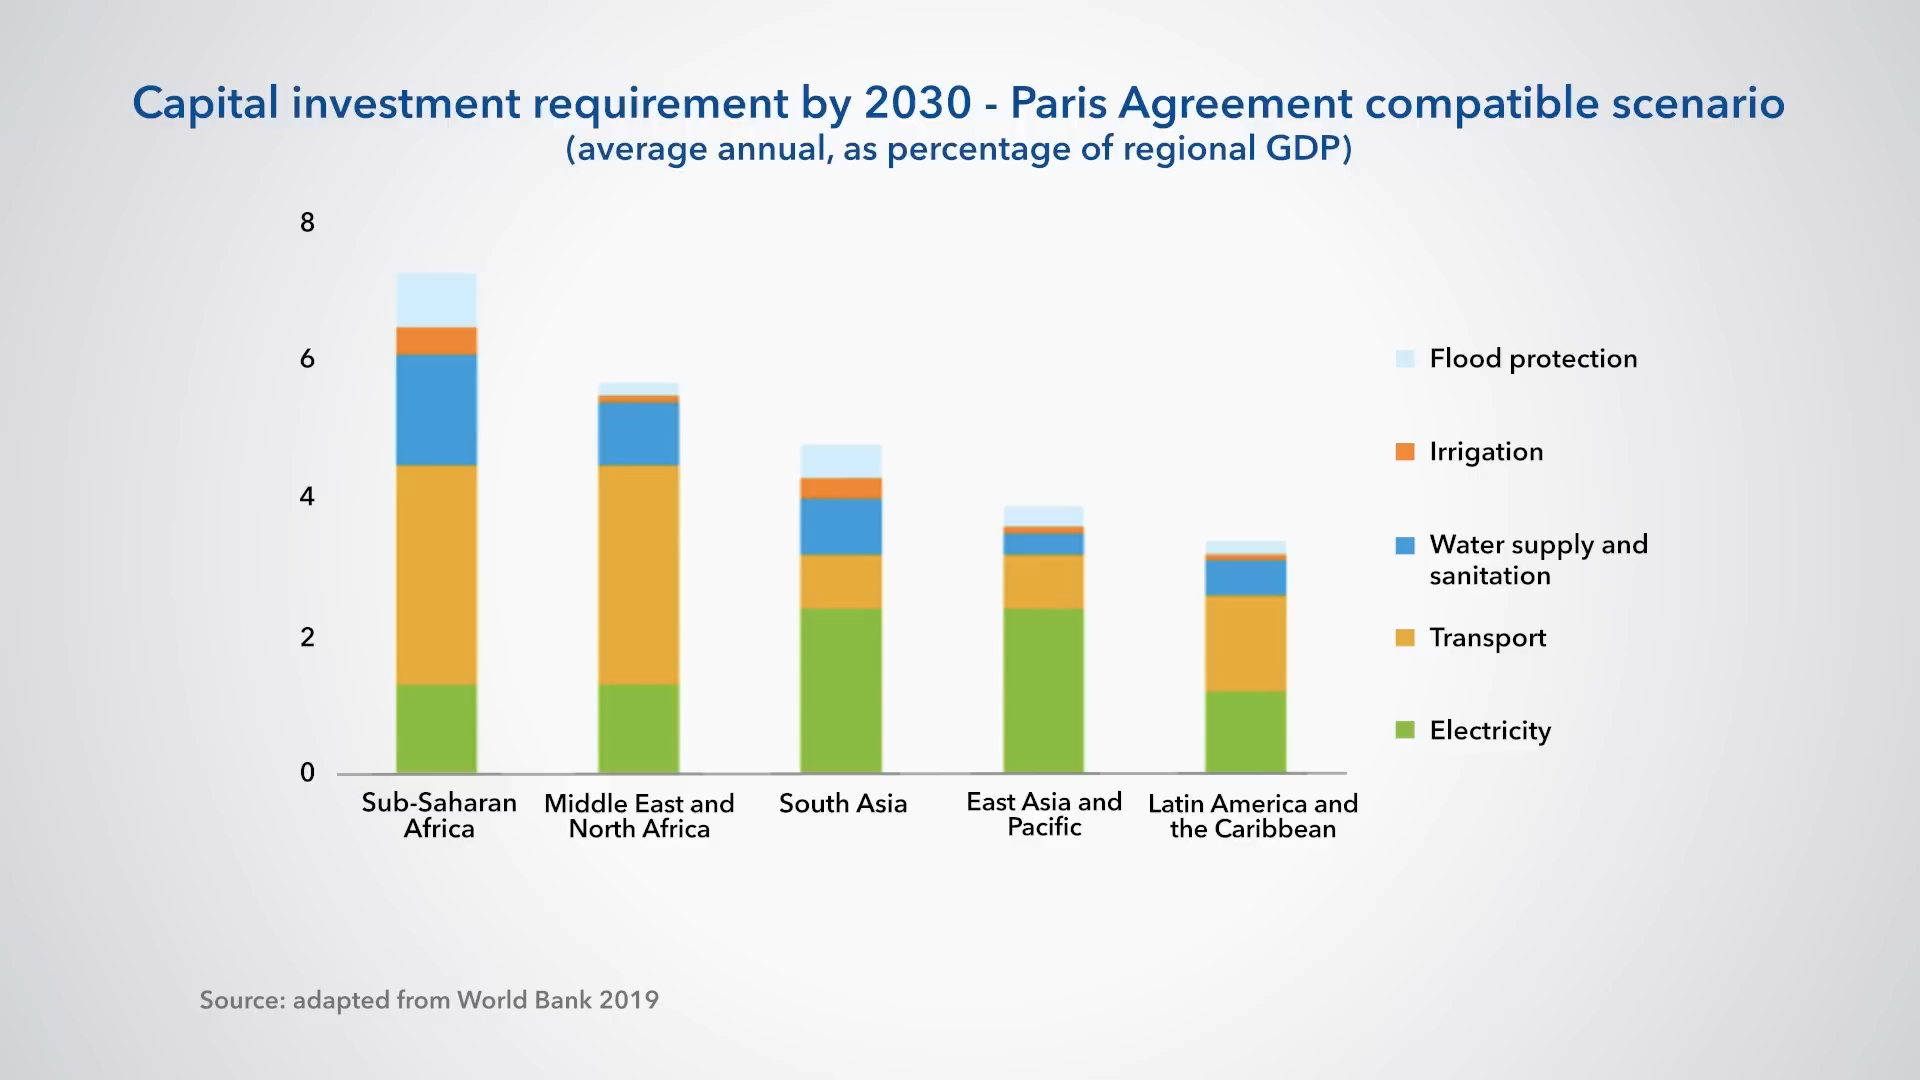 Capital investment requirement by 2030 - Paris Agreement compatible scenario
(average annual, as percentage of regional GDP)
8
6
4
2
0
Sub-Saharan
Africa
Middle East and
North Africa
South Asia
East Asia and
Pacific
Latin America and
the Caribbean
Flood protection
Irrigation
Water supply and
sanitation
Transport
Electricity
Source: adapted from World Bank 2019